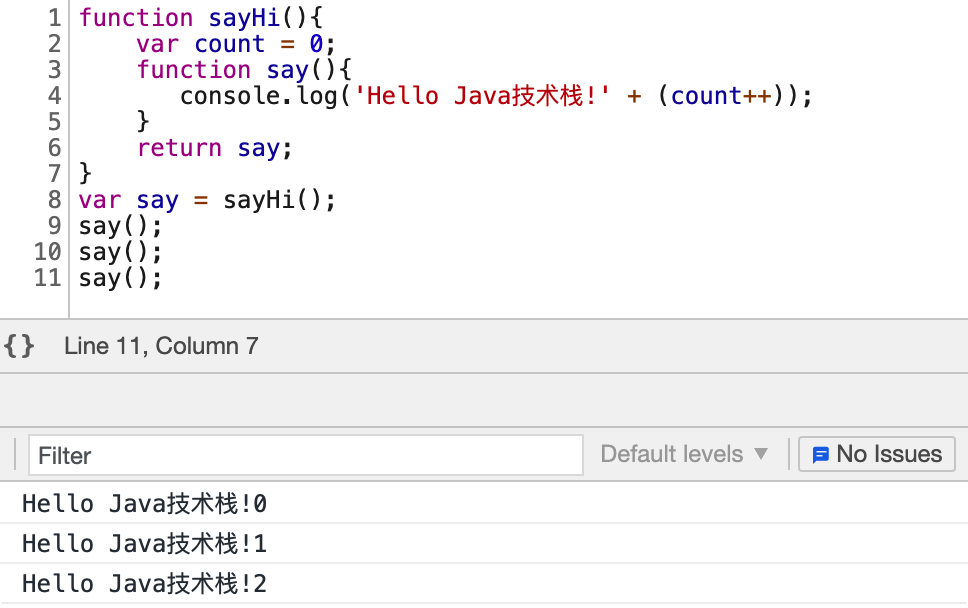 1 function sayHi(){
2     var count = 0;
3     function say(){
4        console.log('Hello Java技术栈!' + (count++));
5     }
6     return say;
7 }
8 var say = sayHi();
9 say();
10 say();
11 say();
{} Line 11, Column 7
Filter Default levels ▼ No Issues
Hello Java技术栈!0
Hello Java技术栈!1
Hello Java技术栈!2